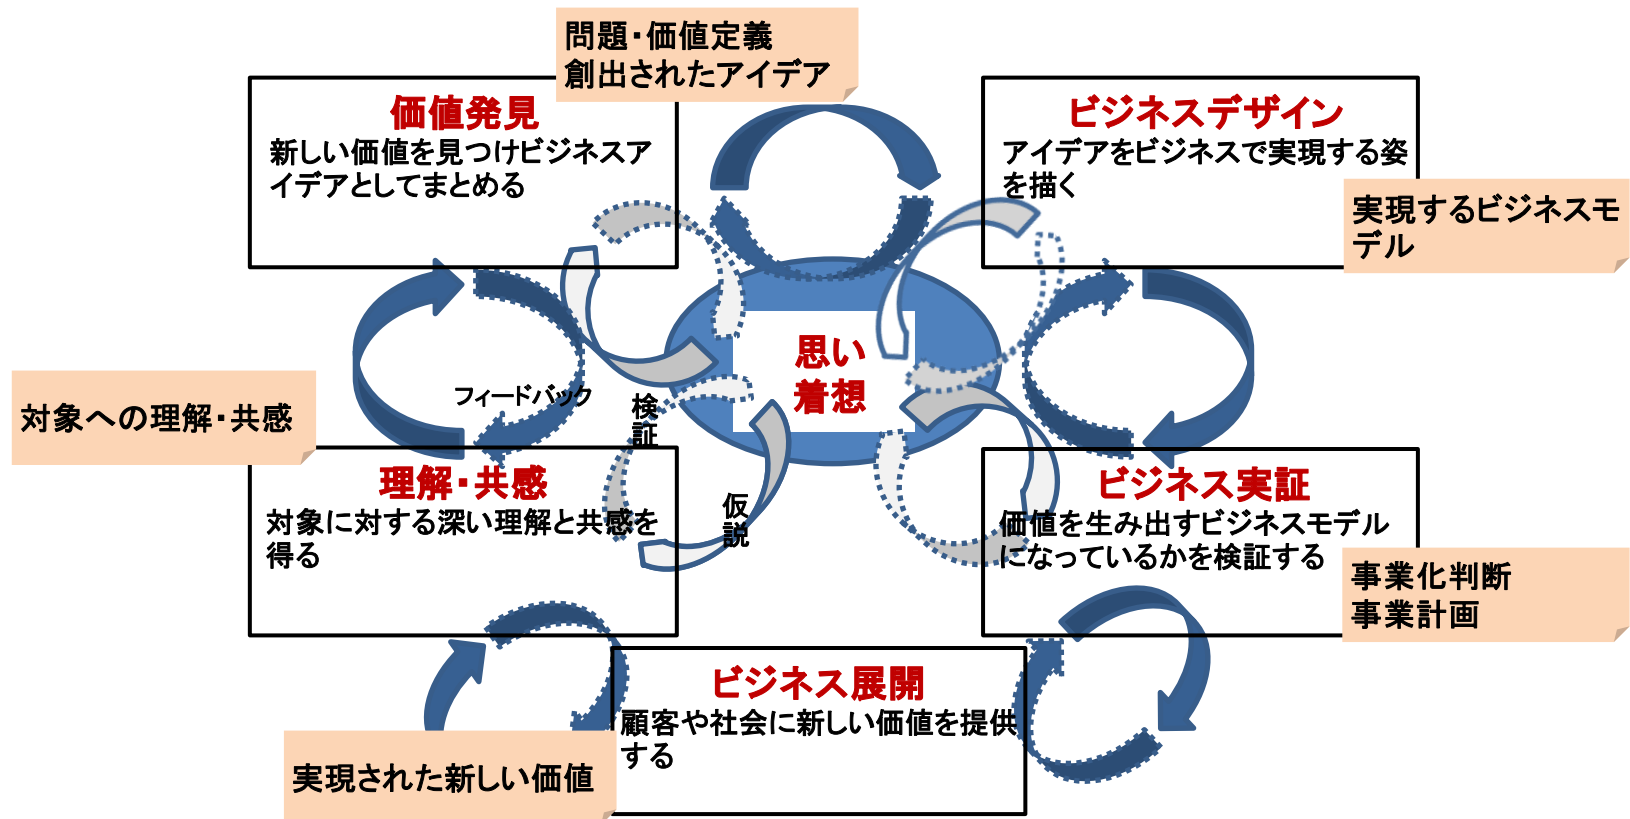 問題・価値定義
創出されたアイデア
価値発見
新しい価値を見つけビジネスア
イデアとしてまとめる
ビジネスデザイン
アイデアをビジネスで実現する姿
を描く
実現するビジネスモ
デル
思い
着想
対象への理解・共感
フィードバック
検
証
仮
説
理解・共感
対象に対する深い理解と共感を
得る
ビジネス実証
価値を生み出すビジネスモデル
になっているかを検証する
事業化判断
事業計画
ビジネス展開
顧客や社会に新しい価値を提供
する
実現された新しい価値